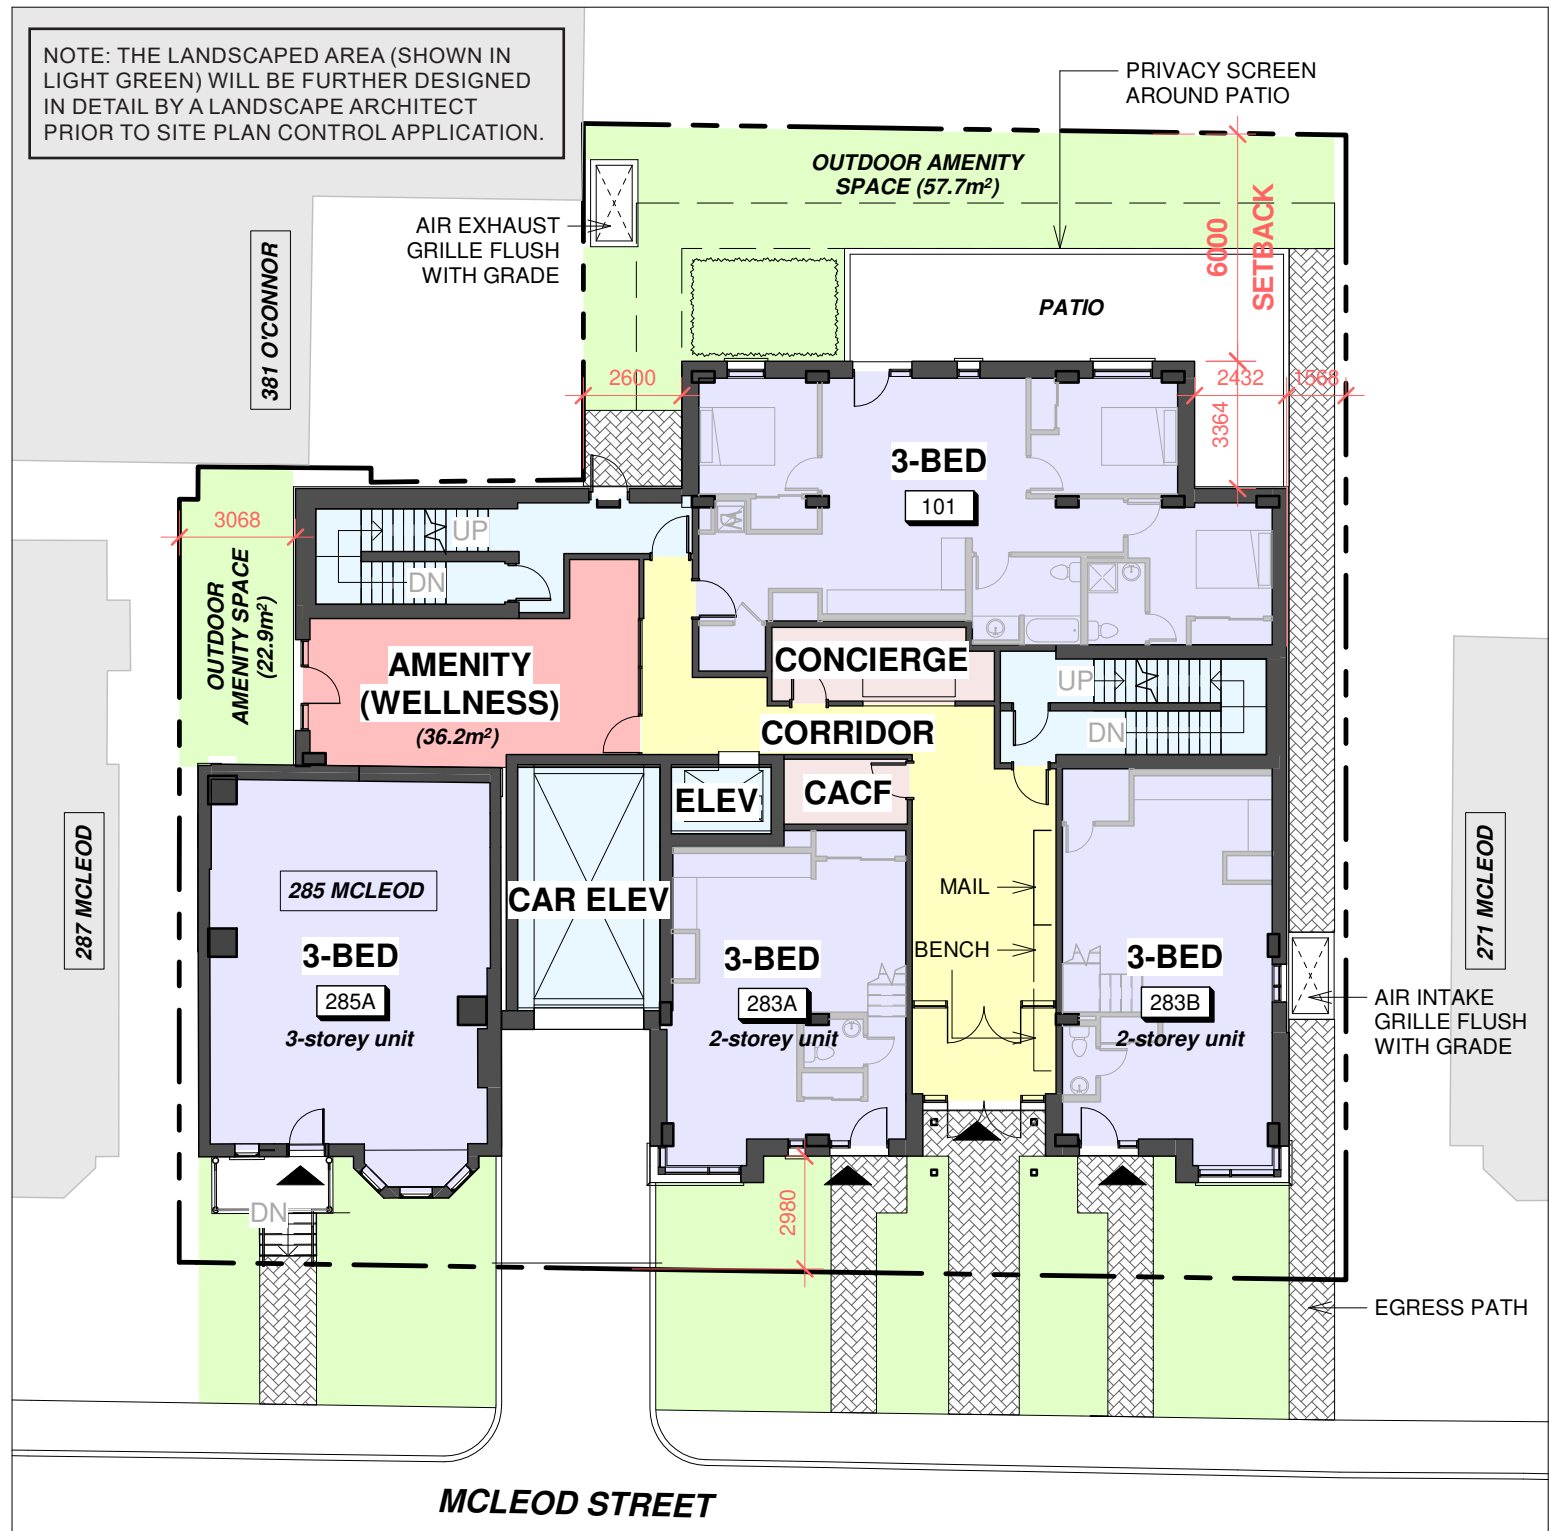 NOTE: THE LANDSCAPED AREA (SHOWN IN
LIGHT GREEN) WILL BE FURTHER DESIGNED
IN DETAIL BY A LANDSCAPE ARCHITECT
PRIOR TO SITE PLAN CONTROL APPLICATION.
PRIVACY SCREEN
AROUND PATIO
OUTDOOR AMENITY
SPACE (57.7m²)
AIR EXHAUST
GRILLE FLUSH
WITH GRADE
6000
SETBACK
381 O'CONNOR
PATIO
2600
2432
1568
3364
3-BED
101
3068
UP
DN
OUTDOOR
AMENITY SPACE
(22.9m²)
AMENITY
(WELLNESS)
(36.2m²)
CONCIERGE
UP
DN
CORRIDOR
ELEV
CACF
287 MCLEOD
285 MCLEOD
3-BED
285A
3-storey unit
CAR ELEV
3-BED
283A
2-storey unit
MAIL
BENCH
3-BED
283B
2-storey unit
271 MCLEOD
AIR INTAKE
GRILLE FLUSH
WITH GRADE
DN
2980
EGRESS PATH
MCLEOD STREET